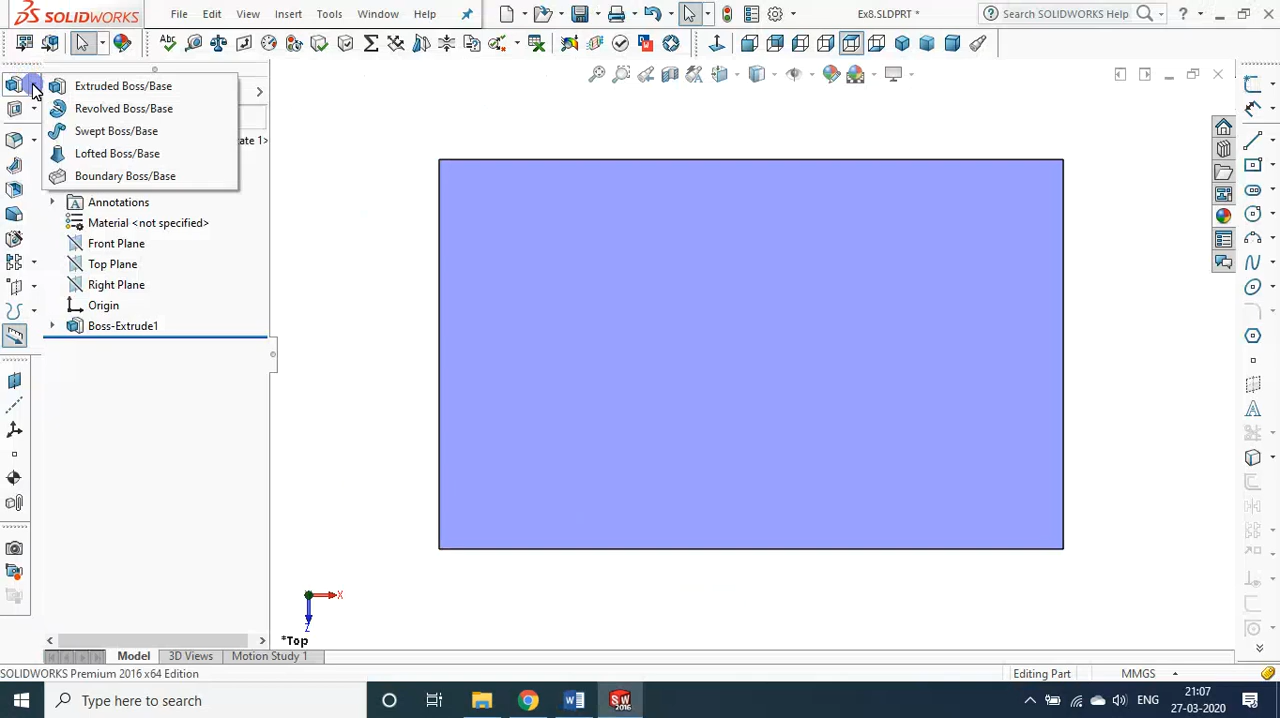 SOLIDWORKS File Edit View Insert Tools Window Help Ex8.SLDPRT * Search SOLIDWORKS Help
Extruded Boss/Base
Revolved Boss/Base
Swept Boss/Base
Lofted Boss/Base
Boundary Boss/Base
ate 1>
Annotations
Material <not specified>
Front Plane
Top Plane
Right Plane
Origin
Boss-Extrude1
X
Z
*Top
Model 3D Views Motion Study 1
SOLIDWORKS Premium 2016 x64 Edition Editing Part MMGS
Type here to search ENG 21:07
27-03-2020